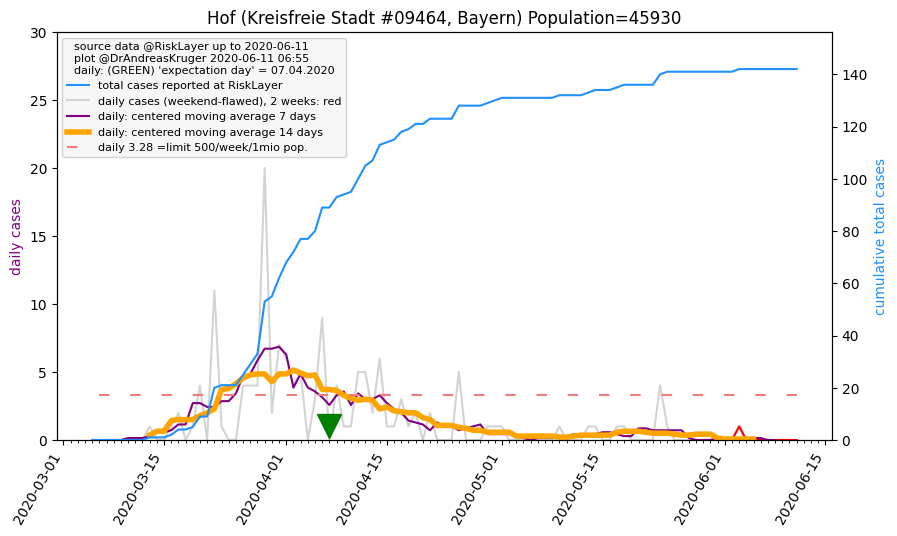 Hof (Kreisfreie Stadt #09464, Bayern) Population=45930
source data @RiskLayer up to 2020-06-11
plot @DrAndreasKruger 2020-06-11 06:55
daily: (GREEN) 'expectation day' = 07.04.2020
total cases reported at RiskLayer
daily cases (weekend-flawed), 2 weeks: red
daily: centered moving average 7 days
daily: centered moving average 14 days
daily 3.28 =limit 500/week/1mio pop.
daily cases
30
25
20
15
10
5
0
cumulative total cases
140
120
100
80
60
40
20
0
2020-03-01
2020-03-15
2020-04-01
2020-04-15
2020-05-01
2020-05-15
2020-06-01
2020-06-15